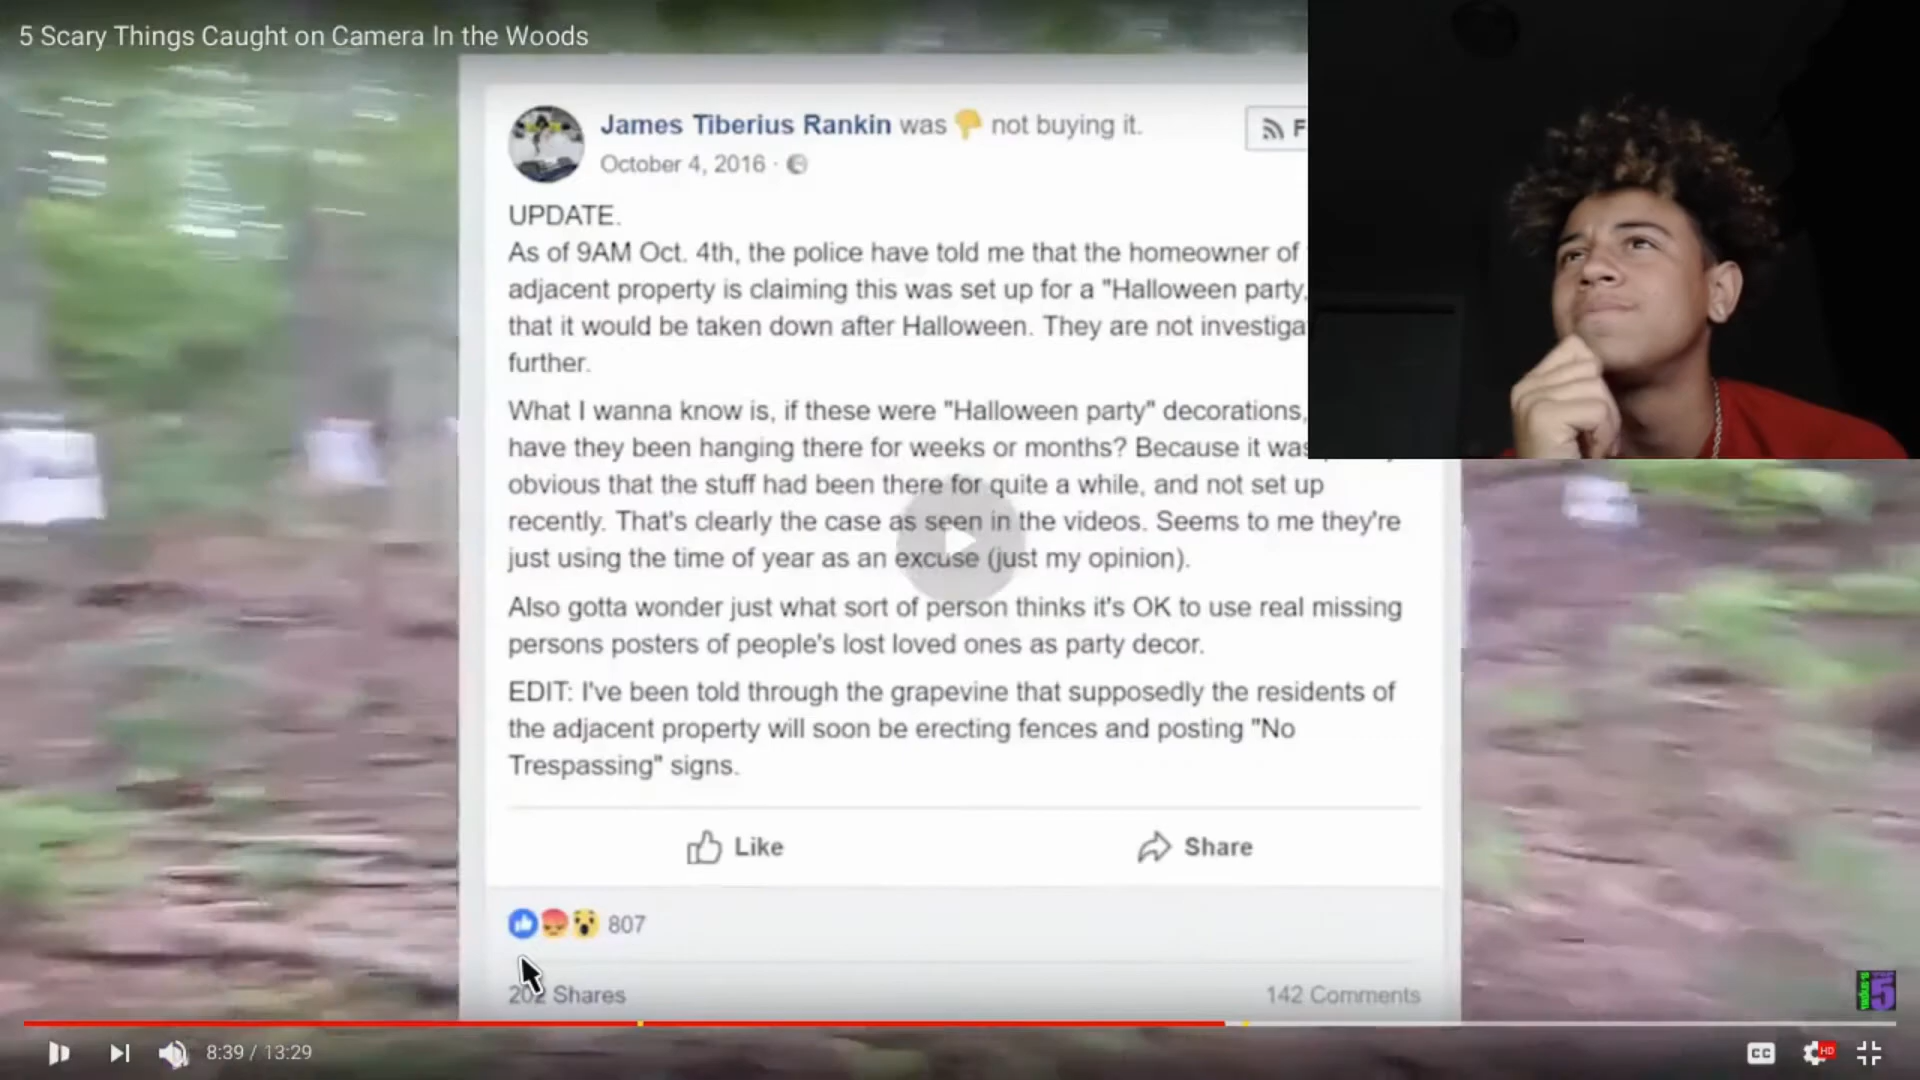 5 Scary Things Caught on Camera In the Woods
James Tiberius Rankin was 👎 not buying it.
F
October 4, 2016 ·
UPDATE.
As of 9AM Oct. 4th, the police have told me that the homeowner of
adjacent property is claiming this was set up for a "Halloween party,
that it would be taken down after Halloween. They are not investiga
further.
What I wanna know is, if these were "Halloween party" decorations,
have they been hanging there for weeks or months? Because it was
obvious that the stuff had been there for quite a while, and not set up
recently. That's clearly the case as seen in the videos. Seems to me they're
just using the time of year as an excuse (just my opinion).
Also gotta wonder just what sort of person thinks it's OK to use real missing
persons posters of people's lost loved ones as party decor.
EDIT: I've been told through the grapevine that supposedly the residents of
the adjacent property will soon be erecting fences and posting "No
Trespassing" signs.
Like
Share
807
202 Shares
142 Comments
5
8:39 / 13:29
CC
HD